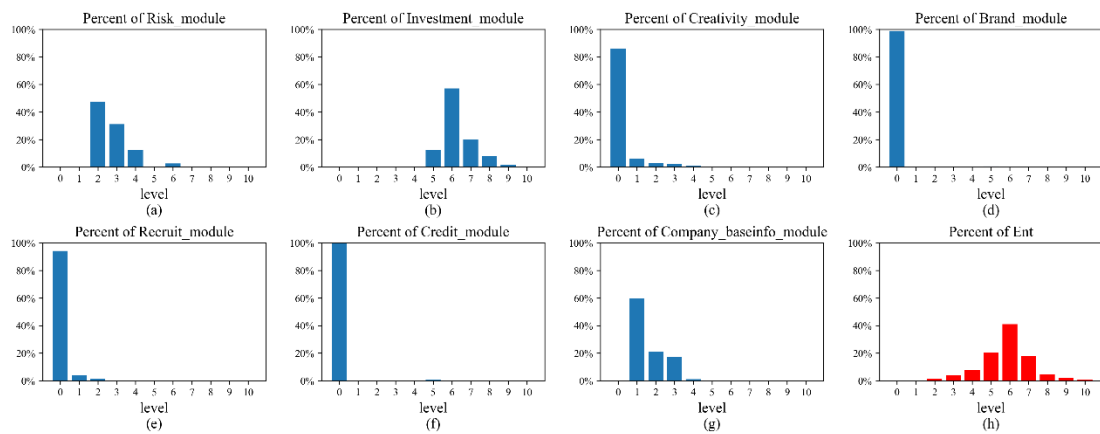 Percent of Risk_module
100%
80%
60%
40%
20%
0%
0 1 2 3 4 5 6 7 8 9 10
level
(a)
Percent of Investment_module
100%
80%
60%
40%
20%
0%
0 1 2 3 4 5 6 7 8 9 10
level
(b)
Percent of Creativity_module
100%
80%
60%
40%
20%
0%
0 1 2 3 4 5 6 7 8 9 10
level
(c)
Percent of Brand_module
100%
80%
60%
40%
20%
0%
0 1 2 3 4 5 6 7 8 9 10
level
(d)
Percent of Recruit_module
100%
80%
60%
40%
20%
0%
0 1 2 3 4 5 6 7 8 9 10
level
(e)
Percent of Credit_module
100%
80%
60%
40%
20%
0%
0 1 2 3 4 5 6 7 8 9 10
level
(f)
Percent of Company_baseinfo_module
100%
80%
60%
40%
20%
0%
0 1 2 3 4 5 6 7 8 9 10
level
(g)
Percent of Ent
100%
80%
60%
40%
20%
0%
0 1 2 3 4 5 6 7 8 9 10
level
(h)